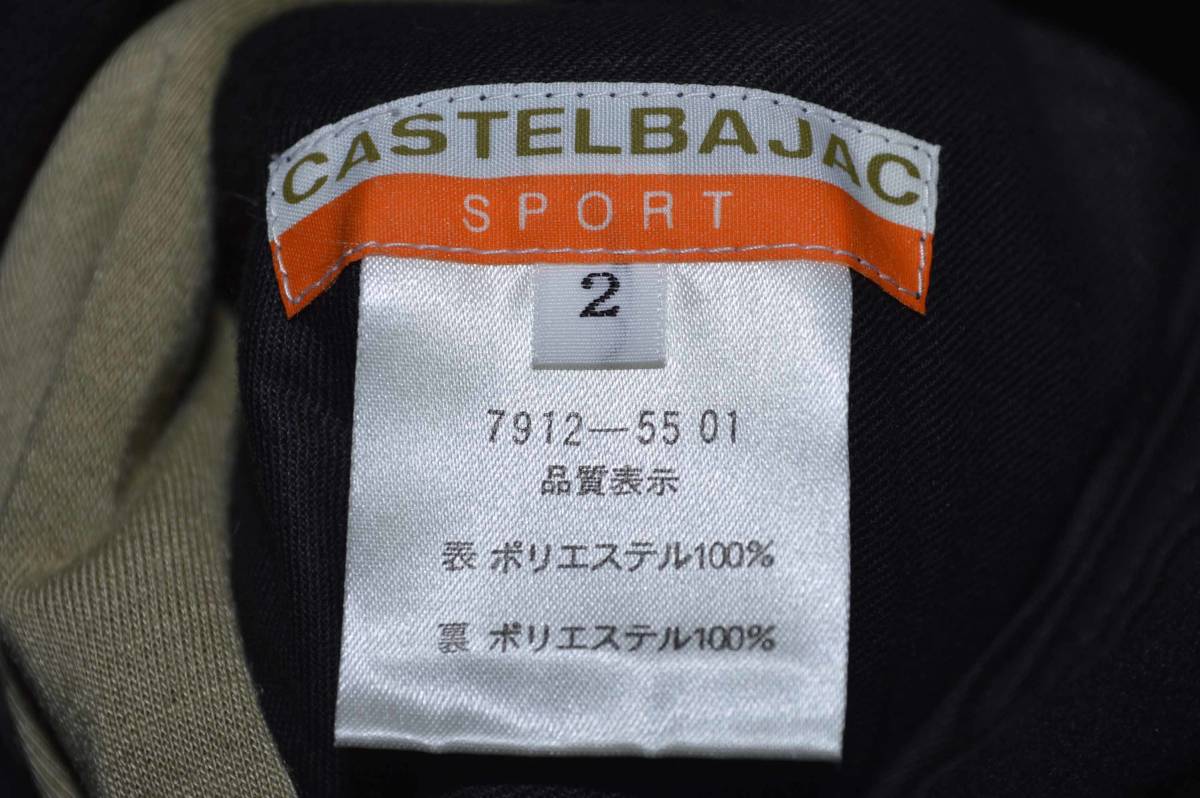 CASTELBAJAC
SPORT
2
7912—55 01
品質表示
表 ポリエステル100%
裏 ポリエステル100%